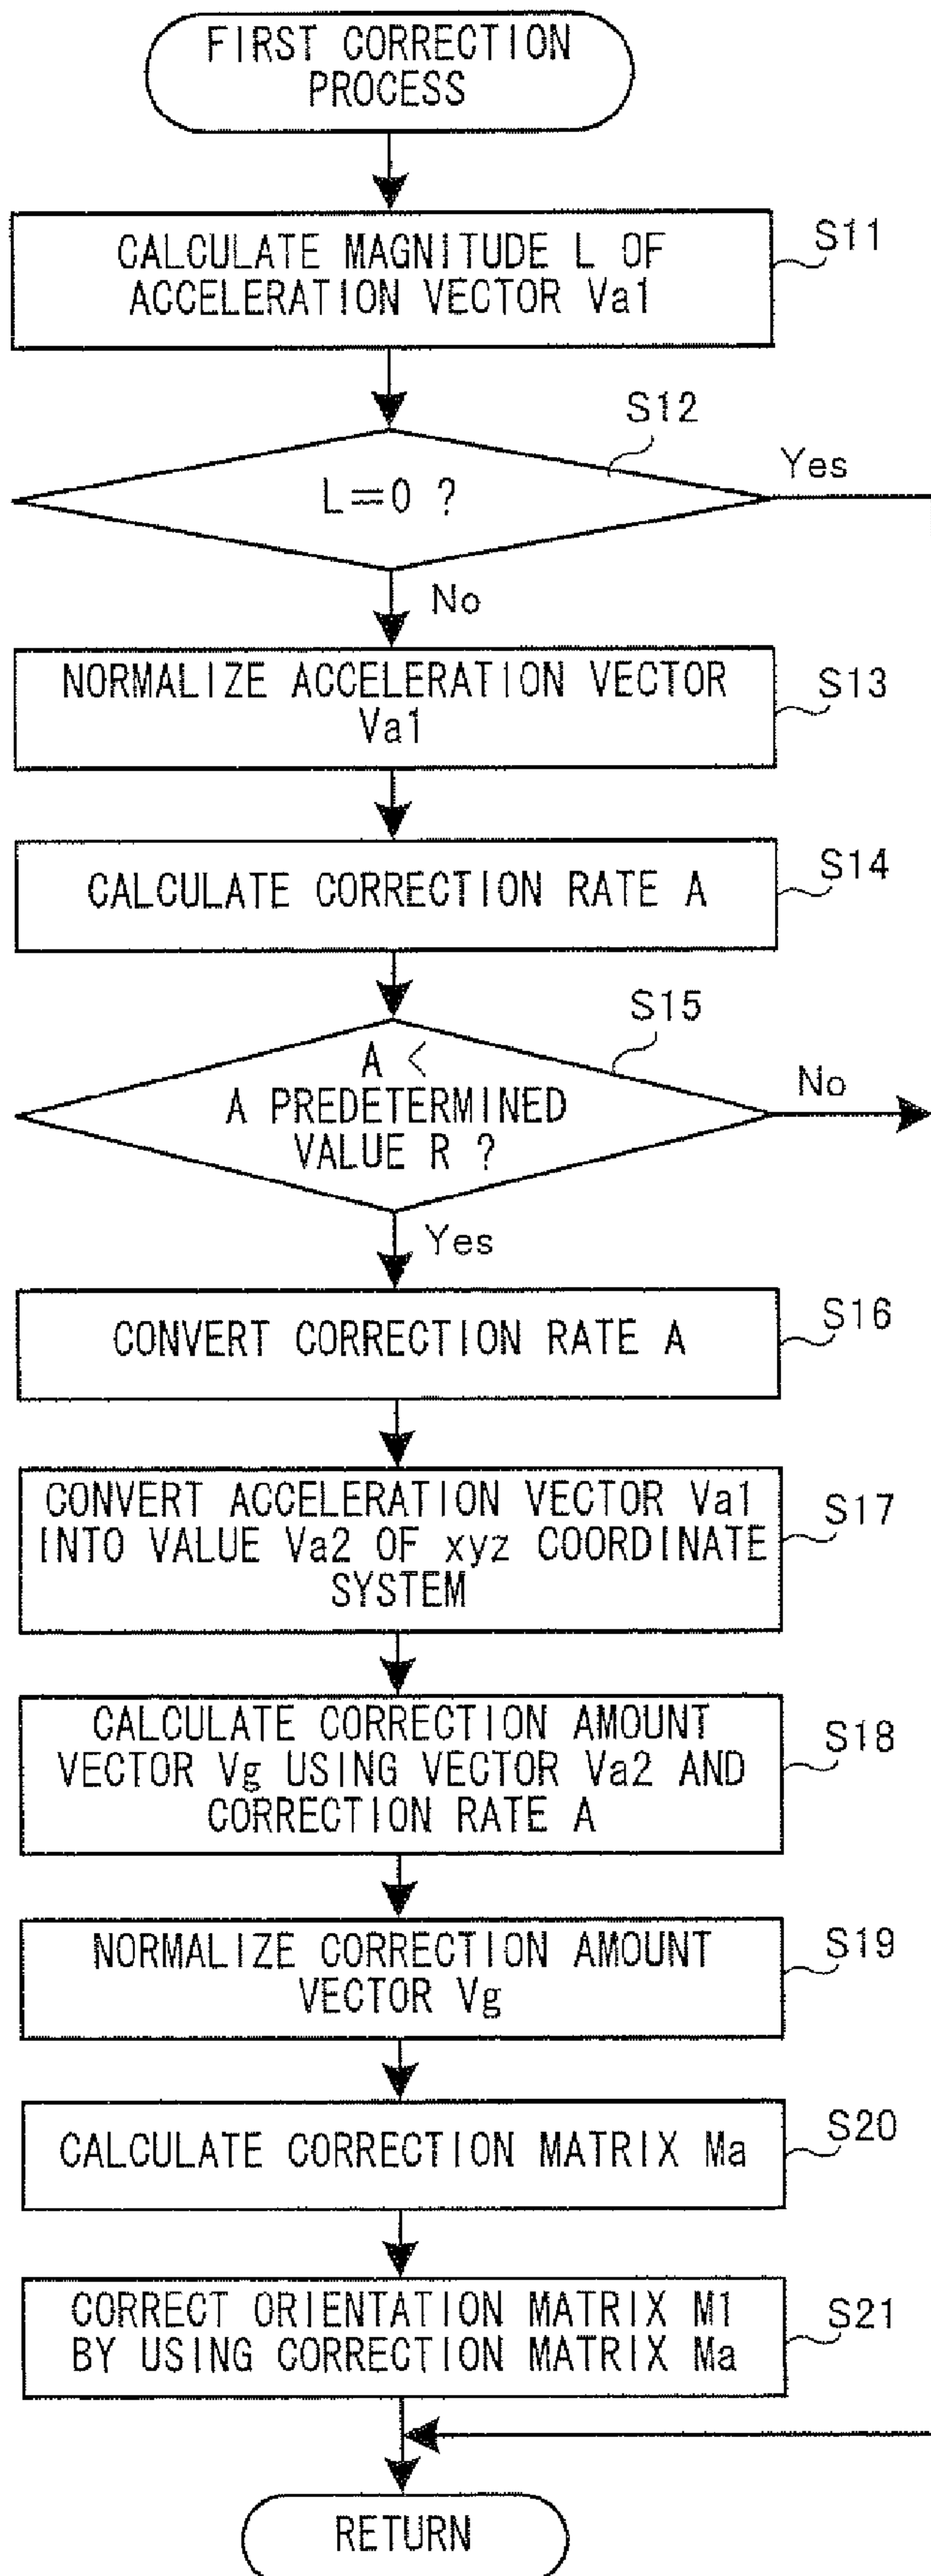 FIRST CORRECTION
PROCESS
S11
CALCULATE MAGNITUDE L OF
ACCELERATION VECTOR Va1
S12
Yes
L=0 ?
No
S13
NORMALIZE ACCELERATION VECTOR
Va1
S14
CALCULATE CORRECTION RATE A
S15
A <
A PREDETERMINED
VALUE R ?
No
Yes
S16
CONVERT CORRECTION RATE A
S17
CONVERT ACCELERATION VECTOR Va1
INTO VALUE Va2 OF xyz COORDINATE
SYSTEM
S18
CALCULATE CORRECTION AMOUNT
VECTOR Vg USING VECTOR Va2 AND
CORRECTION RATE A
S19
NORMALIZE CORRECTION AMOUNT
VECTOR Vg
S20
CALCULATE CORRECTION MATRIX Ma
S21
CORRECT ORIENTATION MATRIX M1
BY USING CORRECTION MATRIX Ma
RETURN